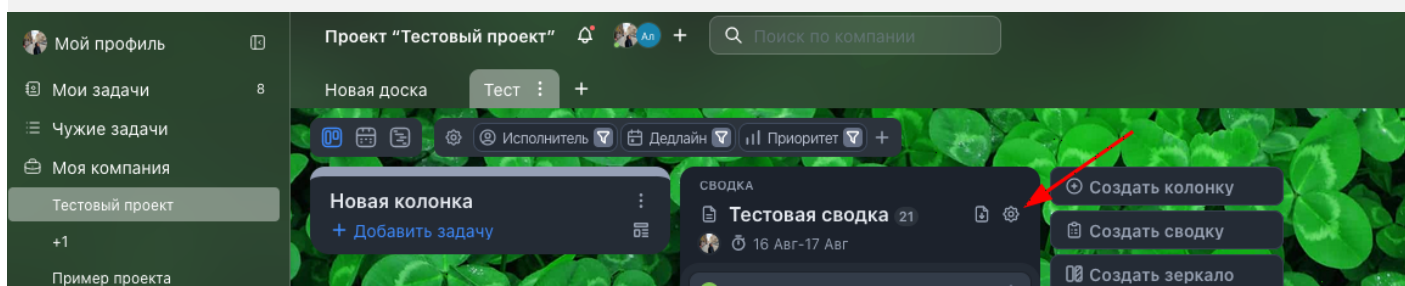 Мой профиль
Мои задачи 8
Чужие задачи
Моя компания
Тестовый проект
+1
Пример проекта
Проект “Тестовый проект” Ал + Поиск по компании
Новая доска Тест +
Исполнитель Дедлайн Приоритет +
Новая колонка
+ Добавить задачу
СВОДКА
Тестовая сводка 21
16 Авг-17 Авг
Создать колонку
Создать сводку
Создать зеркало